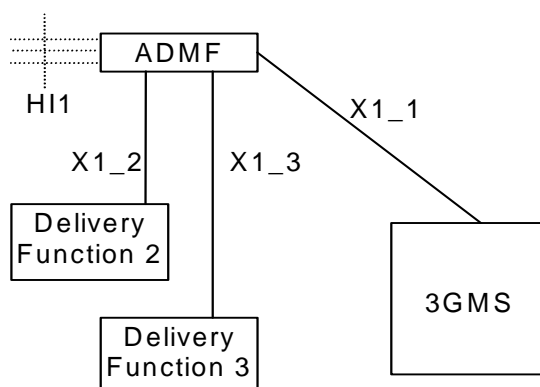 ADMF
HI1
X1_1
X1_2
X1_3
Delivery
Function 2
3GMS
Delivery
Function 3